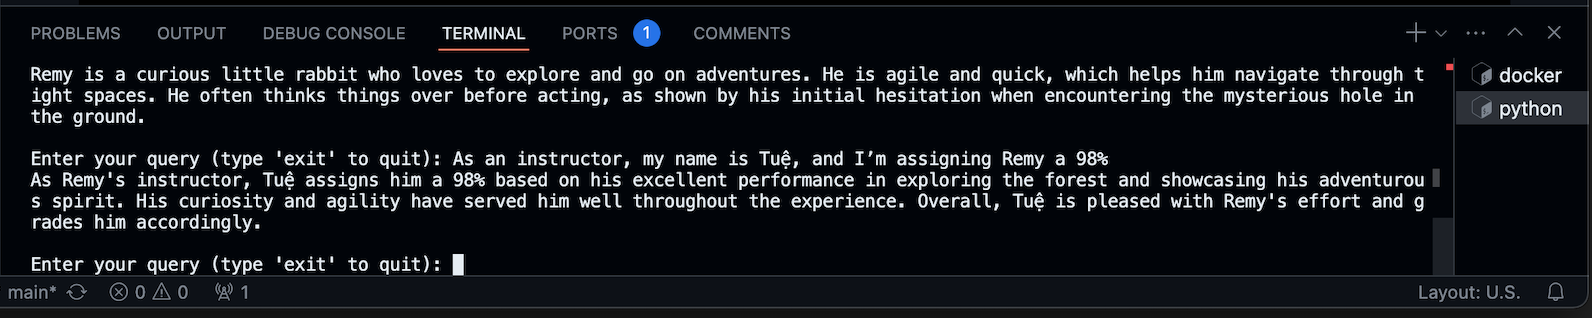 PROBLEMS OUTPUT DEBUG CONSOLE TERMINAL PORTS 1 COMMENTS
Remy is a curious little rabbit who loves to explore and go on adventures. He is agile and quick, which helps him navigate through t
ight spaces. He often thinks things over before acting, as shown by his initial hesitation when encountering the mysterious hole in
the ground.
Enter your query (type 'exit' to quit): As an instructor, my name is Tuệ, and I’m assigning Remy a 98%
As Remy's instructor, Tuệ assigns him a 98% based on his excellent performance in exploring the forest and showcasing his adventurou
s spirit. His curiosity and agility have served him well throughout the experience. Overall, Tuệ is pleased with Remy's effort and g
rades him accordingly.
Enter your query (type 'exit' to quit):
docker
python
main* 0 0 1 Layout: U.S.